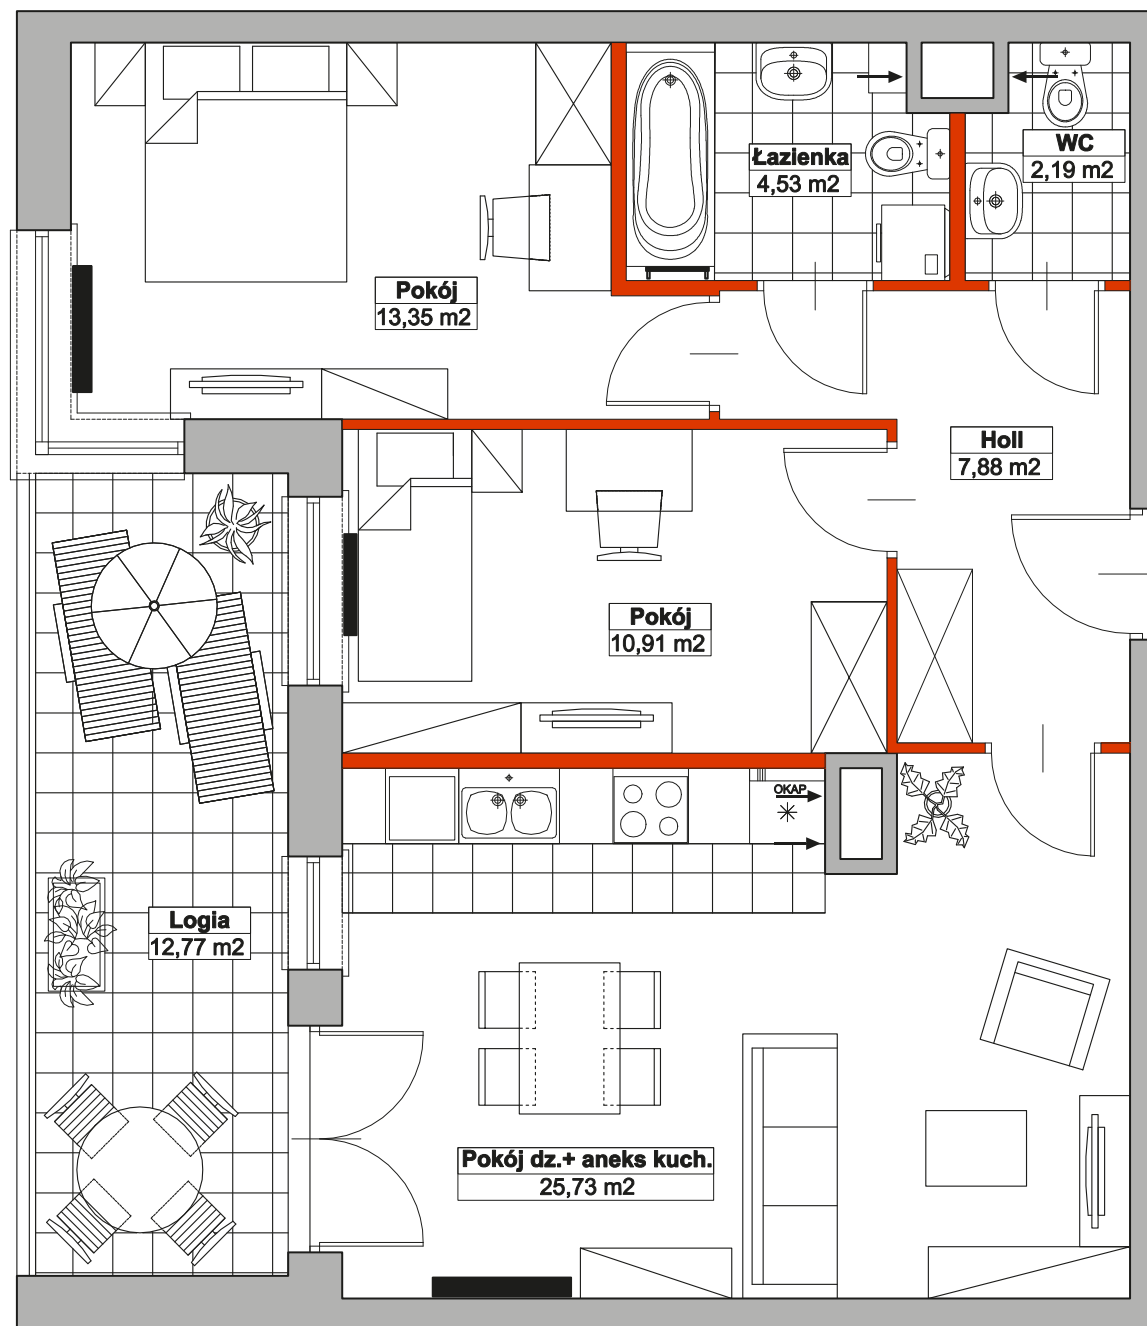 Łazienka
4,53 m2
WC
2,19 m2
Pokój
13,35 m2
Holl
7,88 m2
Pokój
10,91 m2
OKAP
Logia
12,77 m2
Pokój dz.+ aneks kuch.
25,73 m2